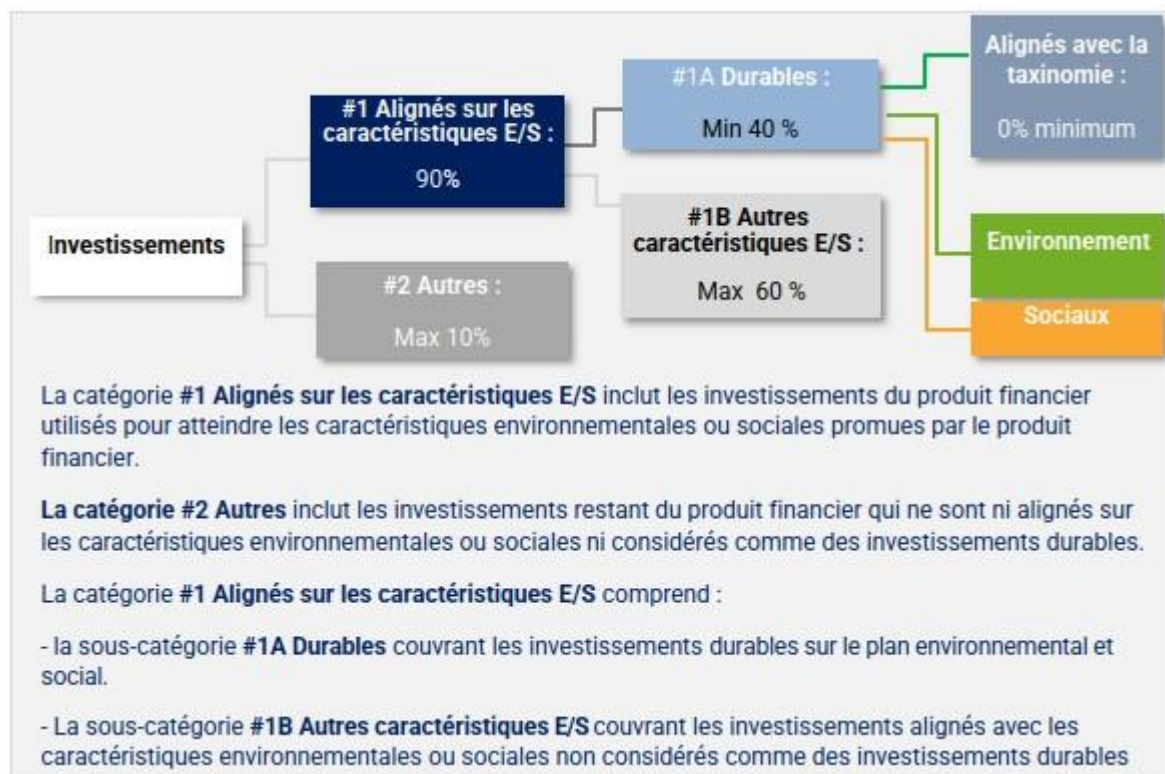 Alignés avec la
taxinomie :
0% minimum
#1A Durables :
Min 40 %
#1 Alignés sur les
caractéristiques E/S :
90%
#1B Autres
caractéristiques E/S :
Max 60 %
Investissements
Environnement
#2 Autres :
Max 10%
Sociaux
La catégorie #1 Alignés sur les caractéristiques E/S inclut les investissements du produit financier
utilisés pour atteindre les caractéristiques environnementales ou sociales promues par le produit
financier.
La catégorie #2 Autres inclut les investissements restant du produit financier qui ne sont ni alignés sur
les caractéristiques environnementales ou sociales ni considérés comme des investissements durables.
La catégorie #1 Alignés sur les caractéristiques E/S comprend :
- la sous-catégorie #1A Durables couvrant les investissements durables sur le plan environnemental et
social.
- La sous-catégorie #1B Autres caractéristiques E/S couvrant les investissements alignés avec les
caractéristiques environnementales ou sociales non considérés comme des investissements durables